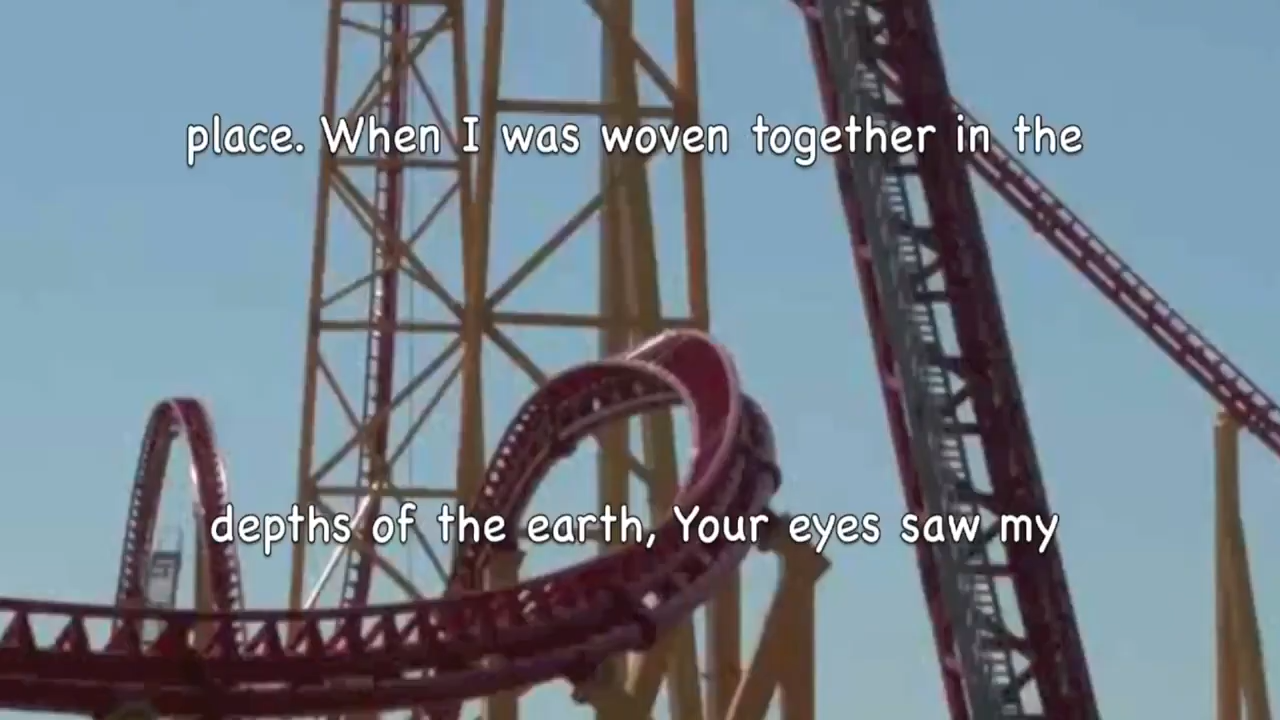 place. When I was woven together in the
depths of the earth, Your eyes saw my